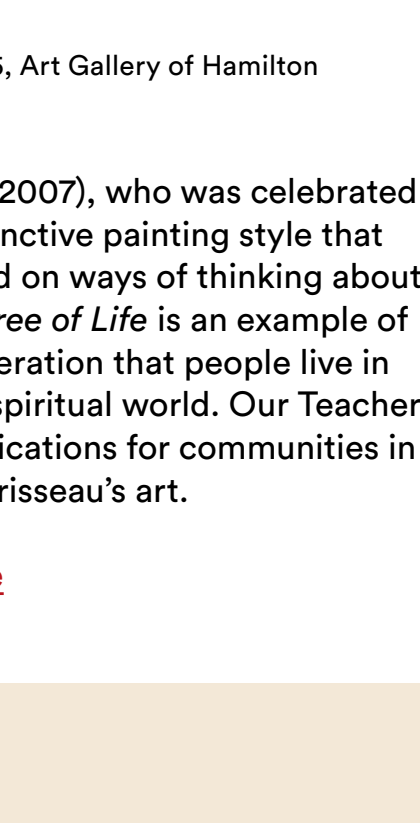 5, Art Gallery of Hamilton
2007), who was celebrated
nctive painting style that
d on ways of thinking about
ree of Life is an example of
eration that people live in
spiritual world. Our Teacher
ications for communities in
risseau’s art.
e